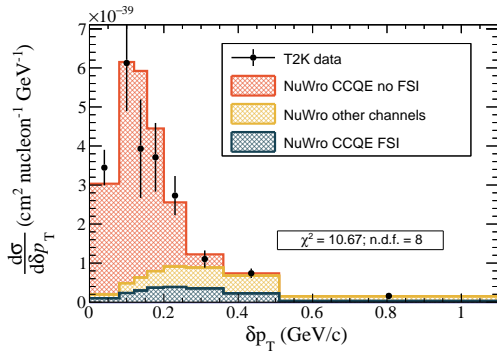 ×10⁻³⁹
dσ/dδp_T (cm² nucleon⁻¹ GeV⁻¹)
7
6
5
4
3
2
1
0
T2K data
NuWro CCQE no FSI
NuWro other channels
NuWro CCQE FSI
χ² = 10.67; n.d.f. = 8
0 0.2 0.4 0.6 0.8 1
δp_T (GeV/c)